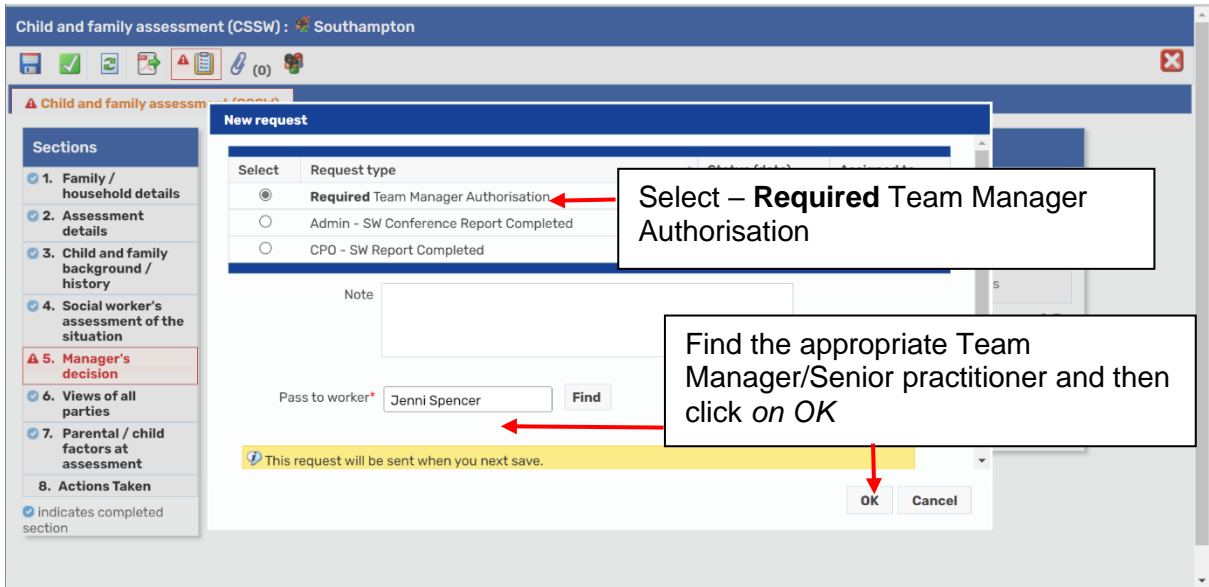 Child and family assessment (CSSW) : Southampton
(0)
Child and family assessm
Sections
1. Family / household details
2. Assessment details
3. Child and family background / history
4. Social worker's assessment of the situation
5. Manager's decision
6. Views of all parties
7. Parental / child factors at assessment
8. Actions Taken
indicates completed section
New request
Select Request type
Required Team Manager Authorisation
Admin - SW Conference Report Completed
CPO - SW Report Completed
Note
Pass to worker* Jenni Spencer Find
This request will be sent when you next save.
OK Cancel
Select – Required Team Manager
Authorisation
Find the appropriate Team
Manager/Senior practitioner and then
click on OK